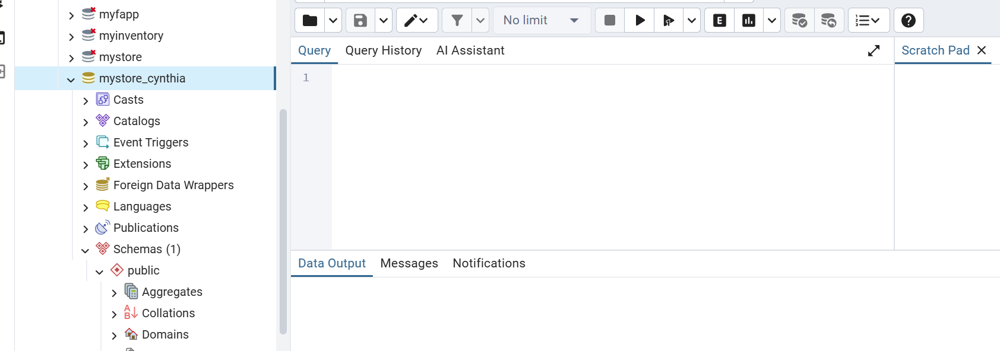 myfapp
myinventory
mystore
mystore_cynthia
Casts
Catalogs
Event Triggers
Extensions
Foreign Data Wrappers
Languages
Publications
Schemas (1)
public
Aggregates
Collations
Domains
No limit
E
Query Query History AI Assistant
Scratch Pad
1
Data Output Messages Notifications